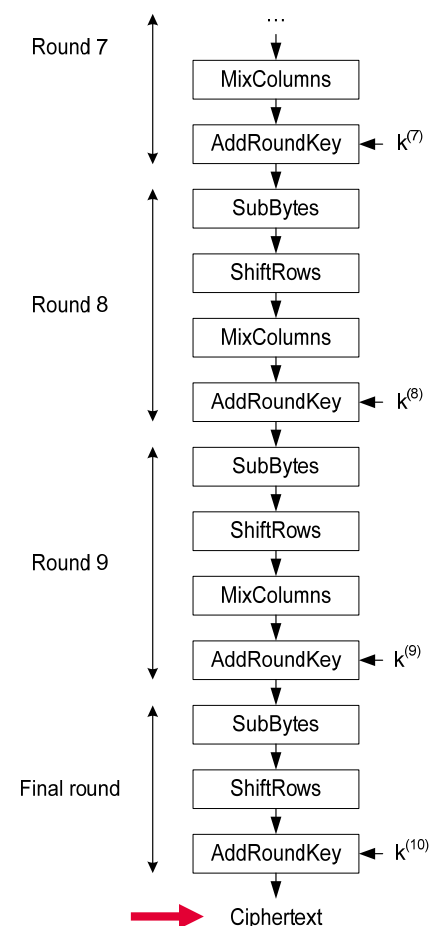 ...
Round 7
MixColumns
AddRoundKey
k(7)
SubBytes
ShiftRows
Round 8
MixColumns
AddRoundKey
k(8)
SubBytes
ShiftRows
Round 9
MixColumns
AddRoundKey
k(9)
SubBytes
Final round
ShiftRows
AddRoundKey
k(10)
Ciphertext